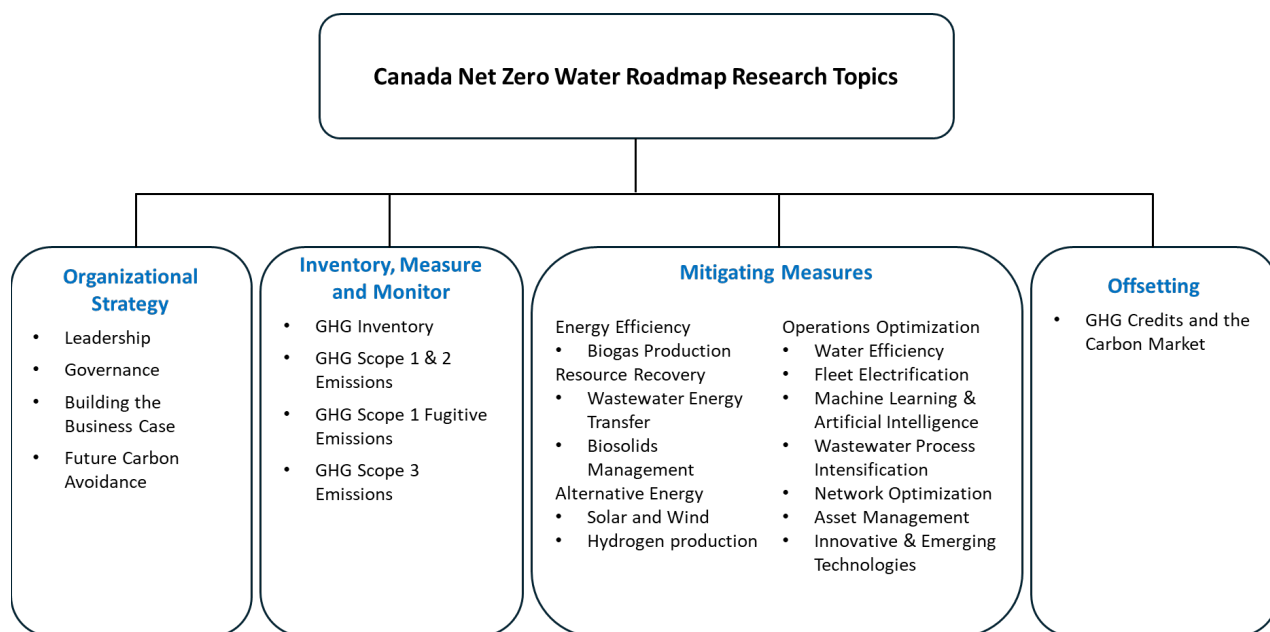 Canada Net Zero Water Roadmap Research Topics
Organizational
Strategy
• Leadership
• Governance
• Building the
Business Case
• Future Carbon
Avoidance
Inventory, Measure
and Monitor
• GHG Inventory
• GHG Scope 1 & 2
Emissions
• GHG Scope 1 Fugitive
Emissions
• GHG Scope 3
Emissions
Mitigating Measures
Energy Efficiency
• Biogas Production
Resource Recovery
• Wastewater Energy
Transfer
• Biosolids
Management
Alternative Energy
• Solar and Wind
• Hydrogen production
Operations Optimization
• Water Efficiency
• Fleet Electrification
• Machine Learning &
Artificial Intelligence
• Wastewater Process
Intensification
• Network Optimization
• Asset Management
• Innovative & Emerging
Technologies
Offsetting
• GHG Credits and the
Carbon Market